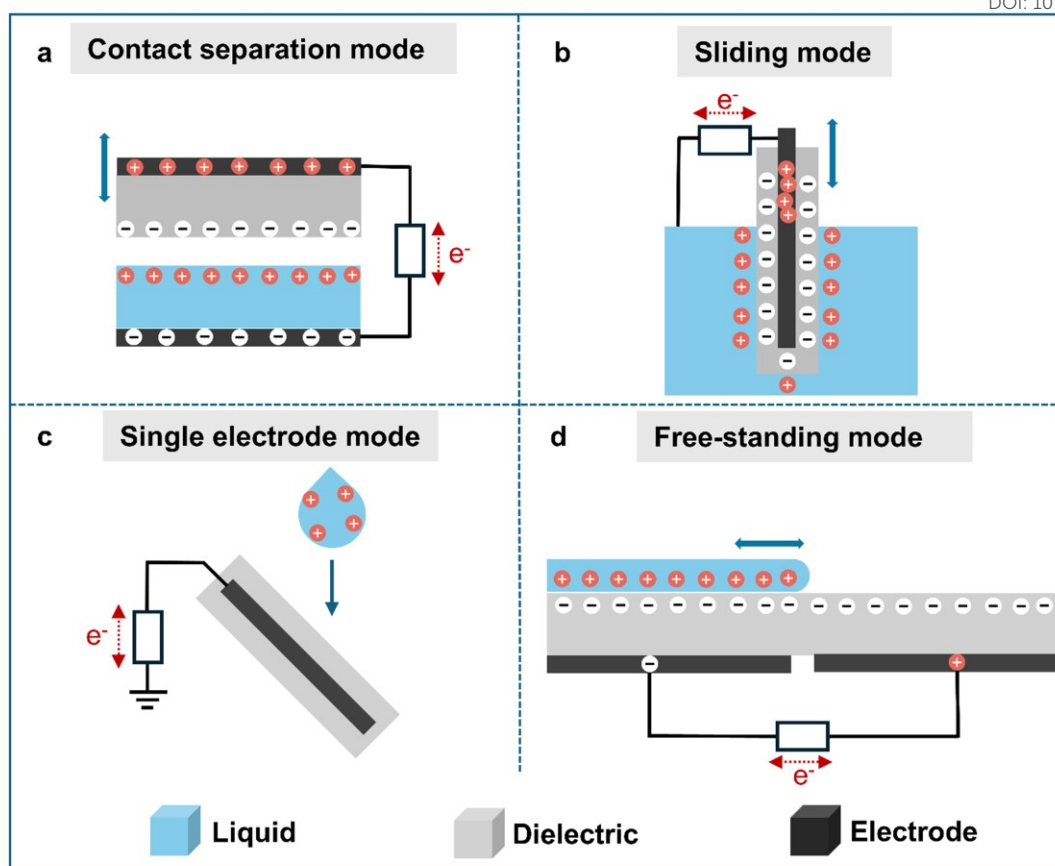 DOI: 10
a Contact separation mode
b Sliding mode
e-
e-
c Single electrode mode
d Free-standing mode
e-
e-
Liquid
Dielectric
Electrode